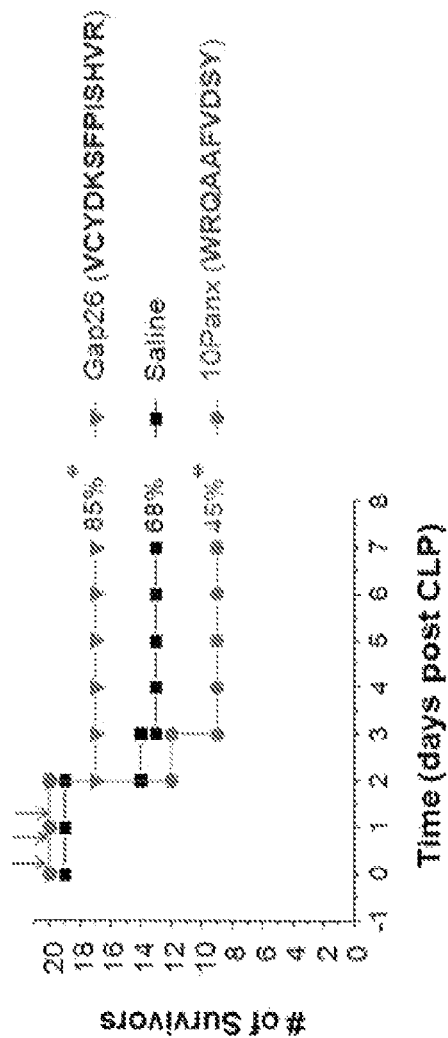 # of Survivors
20
18
16
14
12
10
8
6
4
2
0
-1 0 1 2 3 4 5 6 7 8
Time (days post CLP)
85% *
68%
45% *
Gap26 (VCYDKSFPISHVR)
Saline
10Panx (WRQAAFVDSY)